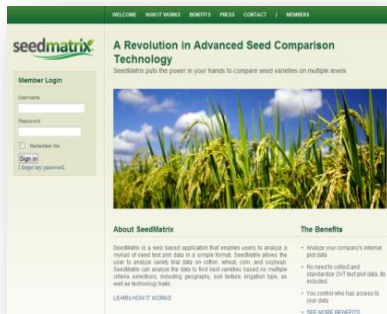 WELCOME HOW IT WORKS BENEFITS PRESS CONTACT | MEMBERS
seedmatrix
Member Login
Username
Password
Remember Me
Sign in
I forgot my password
A Revolution in Advanced Seed Comparison
Technology
SeedMatrix puts the power in your hands to compare seed varieties on multiple levels
About SeedMatrix
SeedMatrix is a web based application that enables users to analyze a
myriad of seed test plot data in a simple format. SeedMatrix allows the
user to analyze variety trial data on cotton, wheat, corn, and soybean.
SeedMatrix can analyze the data to find best varieties based on multiple
criteria selections, including geography, soil texture, irrigation type, as
well as technology traits.
LEARN HOW IT WORKS
The Benefits
• Analyze your company's internal
plot data
• No need to collect and
standardize OVT test plot data, its
included
• You control who has access to
your data
• SEE MORE BENEFITS